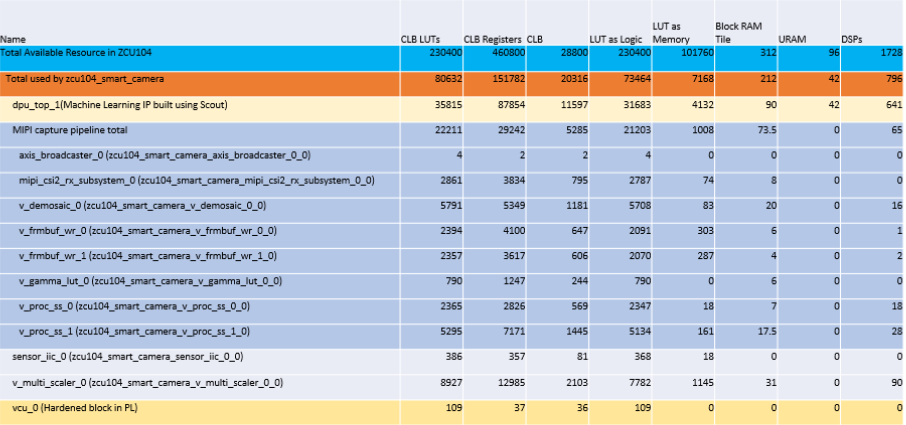 Name CLB LUTs CLB Registers CLB LUT as Logic LUT as Memory Block RAM Tile URAM DSPs
Total Available Resource in ZCU104 230400 460800 28800 230400 101760 312 96 1728
Total used by zcu104_smart_camera 80632 151782 20316 73464 7168 212 42 796
dpu_top_1(Machine Learning IP built using Scout) 35815 87854 11597 31683 4132 90 42 641
MIPI capture pipeline total 22211 29242 5285 21203 1008 73.5 0 65
axis_broadcaster_0 (zcu104_smart_camera_axis_broadcaster_0_0) 4 2 2 4 0 0 0 0
mipi_csi2_rx_subsystem_0 (zcu104_smart_camera_mipi_csi2_rx_subsystem_0_0) 2861 3834 795 2787 74 8 0 0
v_demosaic_0 (zcu104_smart_camera_v_demosaic_0_0) 5791 5349 1181 5708 83 20 0 16
v_frmbuf_wr_0 (zcu104_smart_camera_v_frmbuf_wr_0_0) 2394 4100 647 2091 303 6 0 1
v_frmbuf_wr_1 (zcu104_smart_camera_v_frmbuf_wr_1_0) 2357 3617 606 2070 287 4 0 2
v_gamma_lut_0 (zcu104_smart_camera_v_gamma_lut_0_0) 790 1247 244 790 0 6 0 0
v_proc_ss_0 (zcu104_smart_camera_v_proc_ss_0_0) 2365 2826 569 2347 18 7 0 18
v_proc_ss_1 (zcu104_smart_camera_v_proc_ss_1_0) 5295 7171 1445 5134 161 17.5 0 28
sensor_iic_0 (zcu104_smart_camera_sensor_iic_0_0) 386 357 81 368 18 0 0 0
v_multi_scaler_0 (zcu104_smart_camera_v_multi_scaler_0_0) 8927 12985 2103 7782 1145 31 0 90
vcu_0 (Hardened block in PL) 109 37 36 109 0 0 0 0